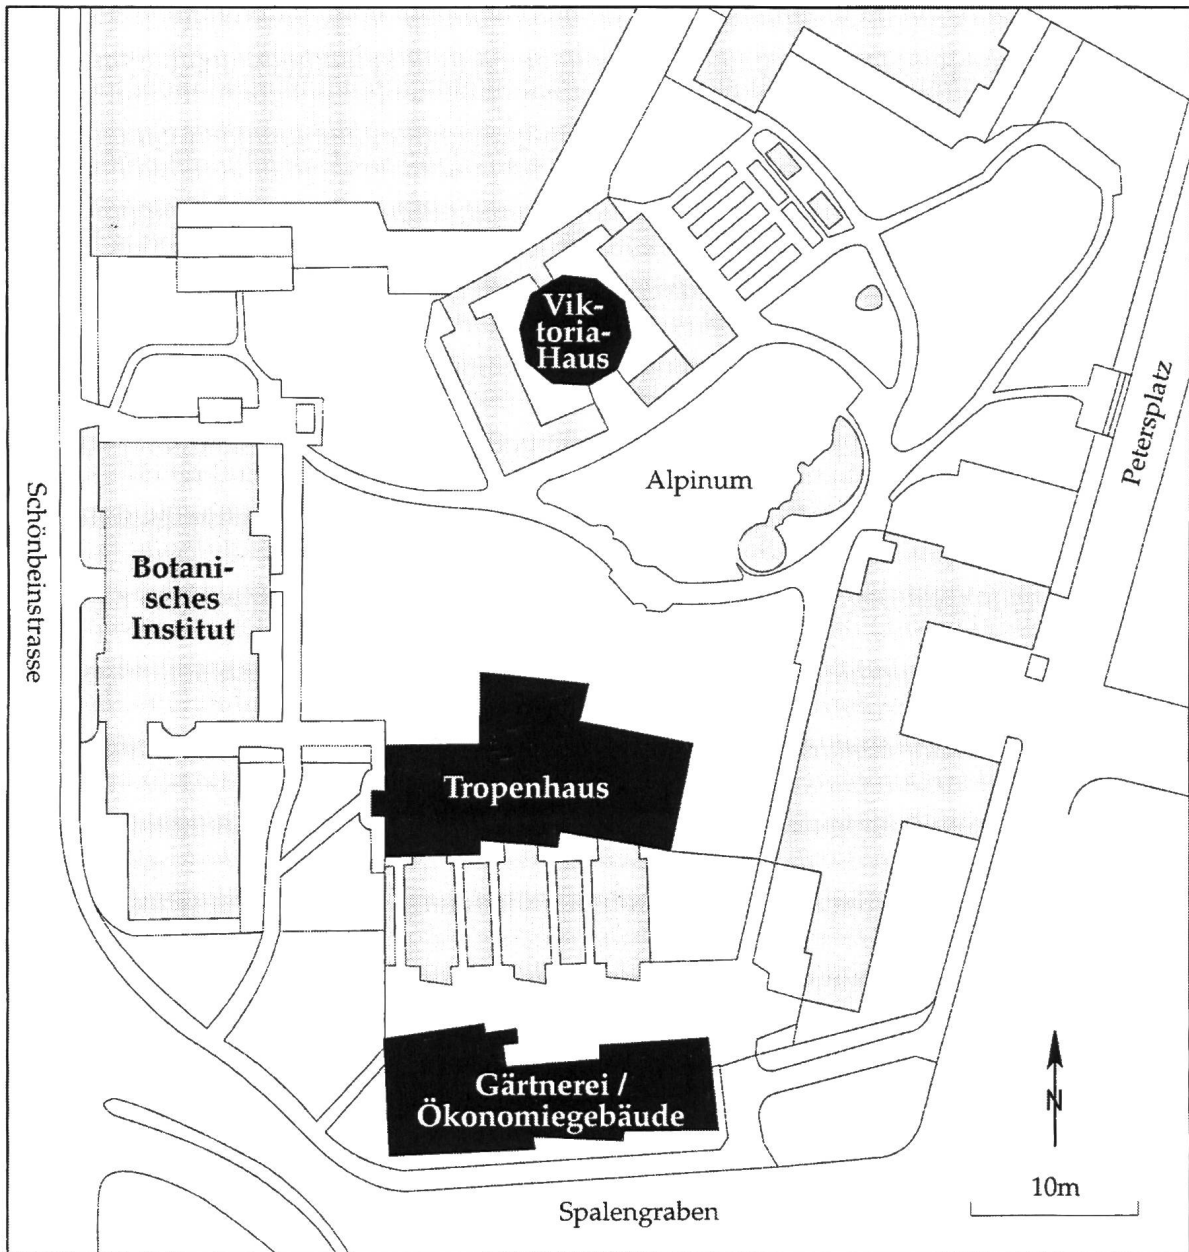 Vik-
toria-
Haus
Petersplatz
Alpinum
Schönbeinstrasse
Botani-
sches
Institut
Tropenhaus
Gärtnerei /
Ökonomiegebäude
N
10m
Spalengraben